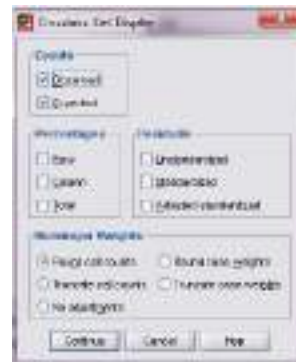 Crosstabs: Cell Display
Counts
Observed
Expected
Percentages
Residuals
Row
Unstandardized
Column
Standardized
Total
Adjusted standardized
Noninteger Weights
Round cell counts
Round case weights
Truncate cell counts
Truncate case weights
No adjustments
Continue
Cancel
Help